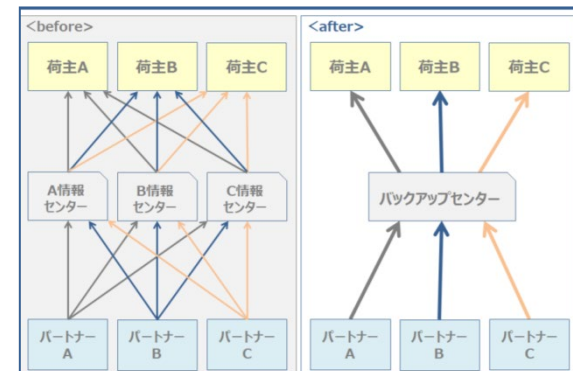 <before>
荷主A
荷主B
荷主C
A情報
センター
B情報
センター
C情報
センター
パートナー
A
パートナー
B
パートナー
C
<after>
荷主A
荷主B
荷主C
バックアップセンター
パートナー
A
パートナー
B
パートナー
C